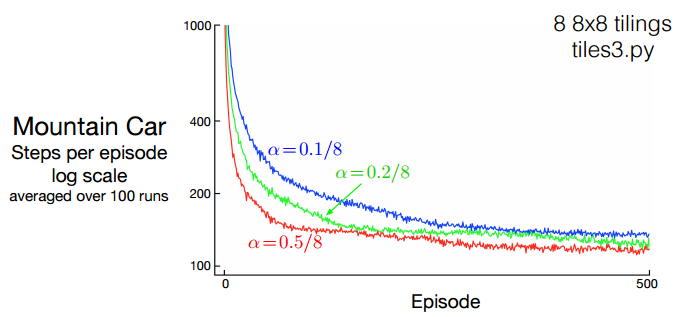 8 8x8 tilings
tiles3.py
Mountain Car
Steps per episode
log scale
averaged over 100 runs
1000
400
200
100
α=0.1/8
α=0.2/8
α=0.5/8
0
500
Episode